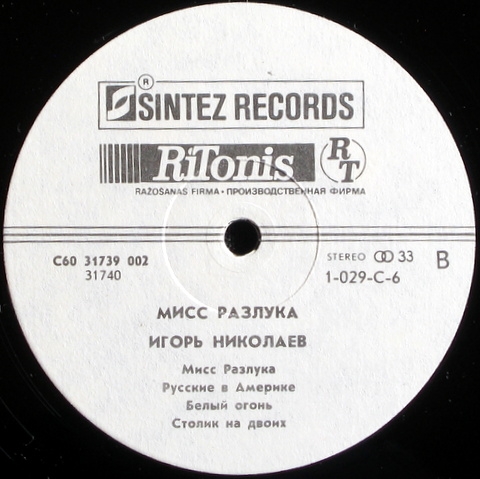 ®
SINTEZ RECORDS
RiTonis RT
RAŽOŠANAS FIRMA • ПРОИЗВОДСТВЕННАЯ ФИРМА
С60 31739 002
31740
STEREO 33 B
1-029-C-6
МИСС РАЗЛУКА
ИГОРЬ НИКОЛАЕВ
Мисс Разлука
Русские в Америке
Белый огонь
Столик на двоих